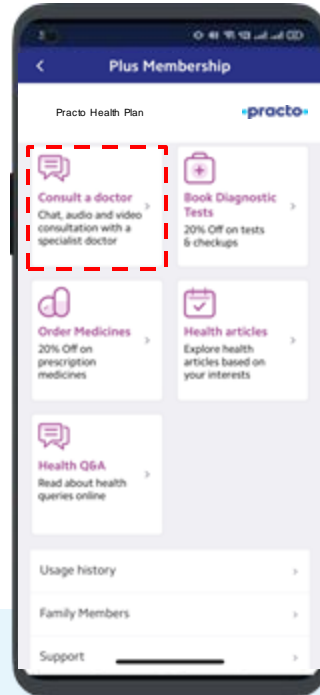 Plus Membership
Practo Health Plan
•practo•
Consult a doctor
Chat, audio and video
consultation with a
specialist doctor
Book Diagnostic
Tests
20% Off on tests
& checkups
Order Medicines
20% Off on
prescription
medicines
Health articles
Explore health
articles based on
your interests
Health Q&A
Read about health
queries online
Usage history
Family Members
Support